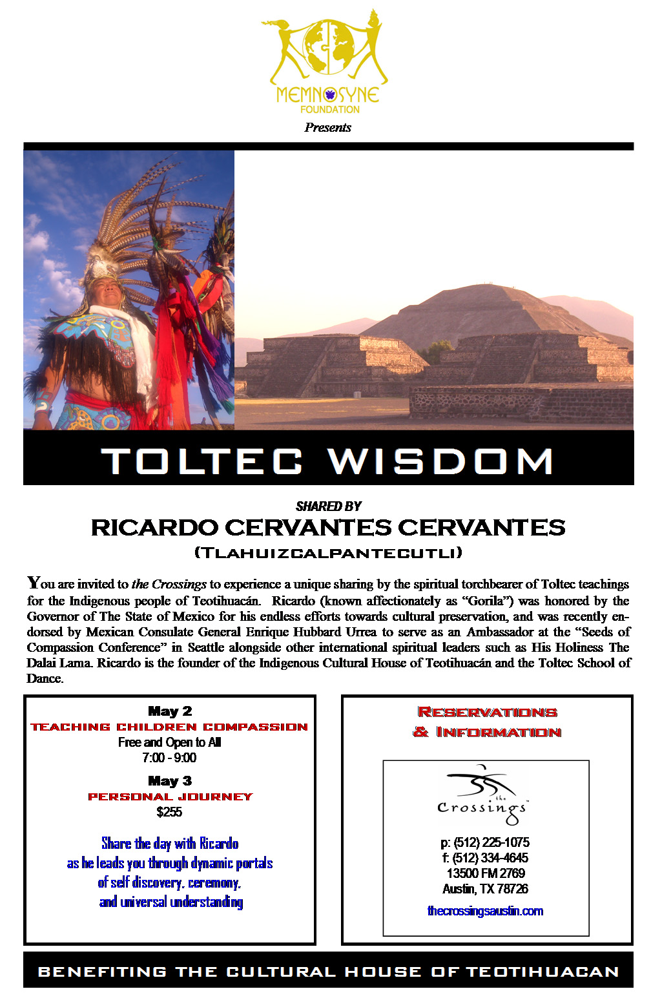 MEMNOSYNE
FOUNDATION
Presents
TOLTEC WISDOM
SHARED BY
RICARDO CERVANTES CERVANTES
(TLAHUIZCALPANTECUTLI)
You are invited to the Crossings to experience a unique sharing by the spiritual torchbearer of Toltec teachings
for the Indigenous people of Teotihuacán. Ricardo (known affectionately as “Gorila”) was honored by the
Governor of The State of Mexico for his endless efforts towards cultural preservation, and was recently en-
dorsed by Mexican Consulate General Enrique Hubbard Urrea to serve as an Ambassador at the “Seeds of
Compassion Conference” in Seattle alongside other international spiritual leaders such as His Holiness The
Dalai Lama. Ricardo is the founder of the Indigenous Cultural House of Teotihuacán and the Toltec School of
Dance.
May 2
TEACHING CHILDREN COMPASSION
Free and Open to All
7:00 - 9:00
May 3
PERSONAL JOURNEY
$255
Share the day with Ricardo
as he leads you through dynamic portals
of self discovery, ceremony,
and universal understanding
RESERVATIONS
& INFORMATION
the
Crossings™
p: (512) 225-1075
f: (512) 334-4645
13500 FM 2769
Austin, TX 78726
thecrossingsaustin.com
BENEFITING THE CULTURAL HOUSE OF TEOTIHUACAN